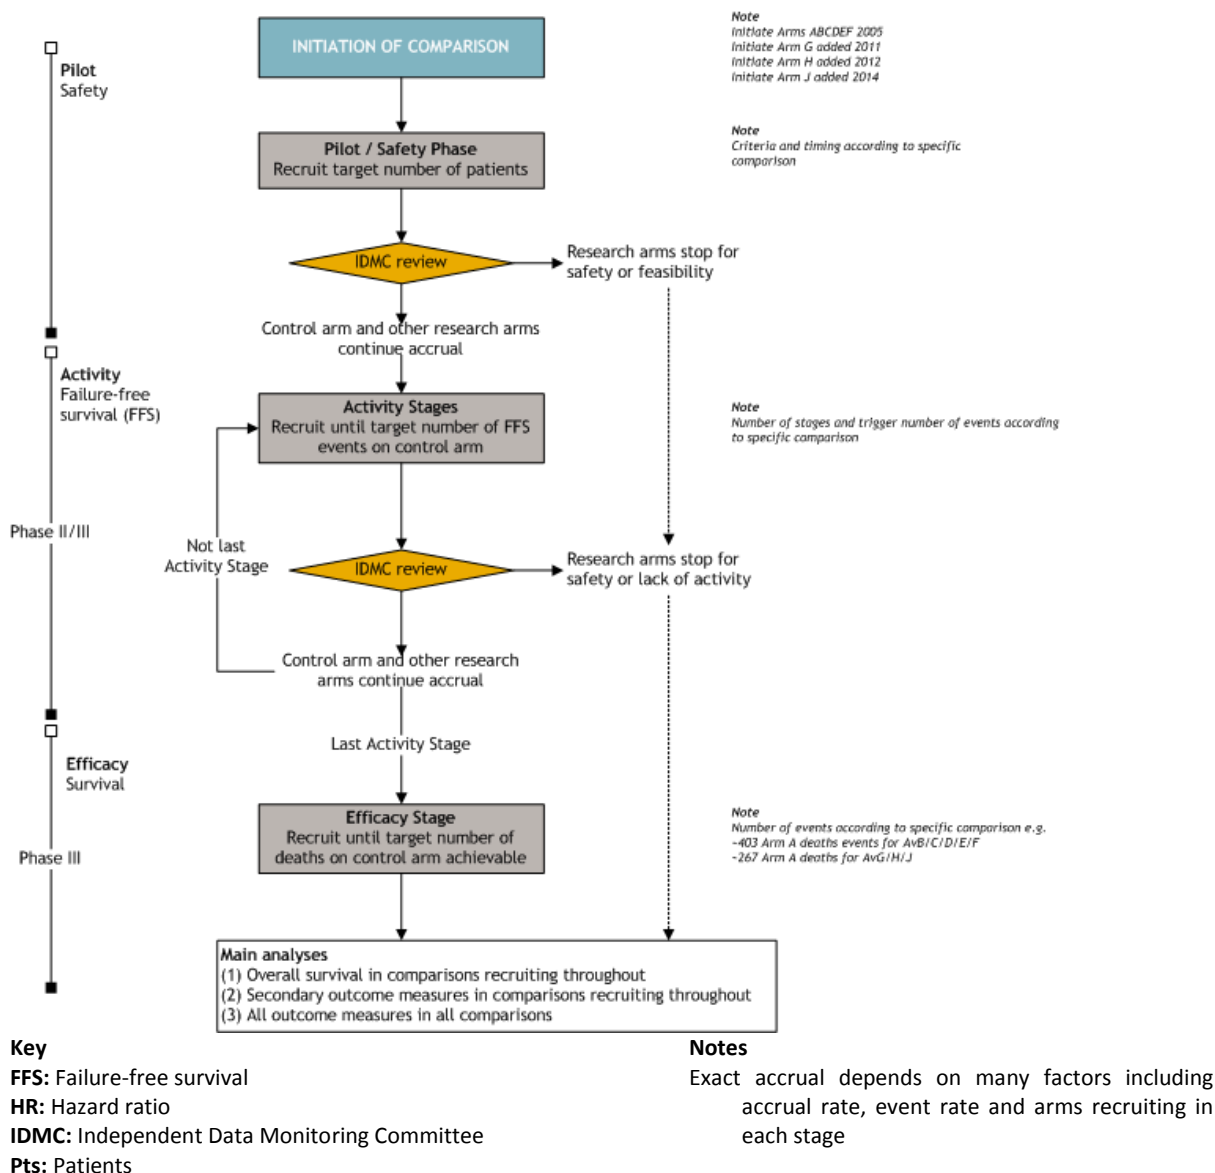 INITIATION OF COMPARISON
Note
Initiate Arms ABCDEF 2005
Initiate Arm G added 2011
Initiate Arm H added 2012
Initiate Arm J added 2014
Pilot
Safety
Pilot / Safety Phase
Recruit target number of patients
Note
Criteria and timing according to specific
comparison
IDMC review
Research arms stop for
safety or feasibility
Control arm and other research arms
continue accrual
Activity
Failure-free
survival (FFS)
Activity Stages
Recruit until target number of FFS
events on control arm
Note
Number of stages and trigger number of events according
to specific comparison
Phase II/III
Not last
Activity Stage
IDMC review
Research arms stop for
safety or lack of activity
Control arm and other research
arms continue accrual
Last Activity Stage
Efficacy
Survival
Efficacy Stage
Recruit until target number of
deaths on control arm achievable
Note
Number of events according to specific comparison e.g.
~403 Arm A deaths events for AvB/C/D/E/F
~267 Arm A deaths for AvG/H/J
Phase III
Main analyses
(1) Overall survival in comparisons recruiting throughout
(2) Secondary outcome measures in comparisons recruiting throughout
(3) All outcome measures in all comparisons
Key
FFS: Failure-free survival
HR: Hazard ratio
IDMC: Independent Data Monitoring Committee
Pts: Patients
Notes
Exact accrual depends on many factors including
accrual rate, event rate and arms recruiting in
each stage